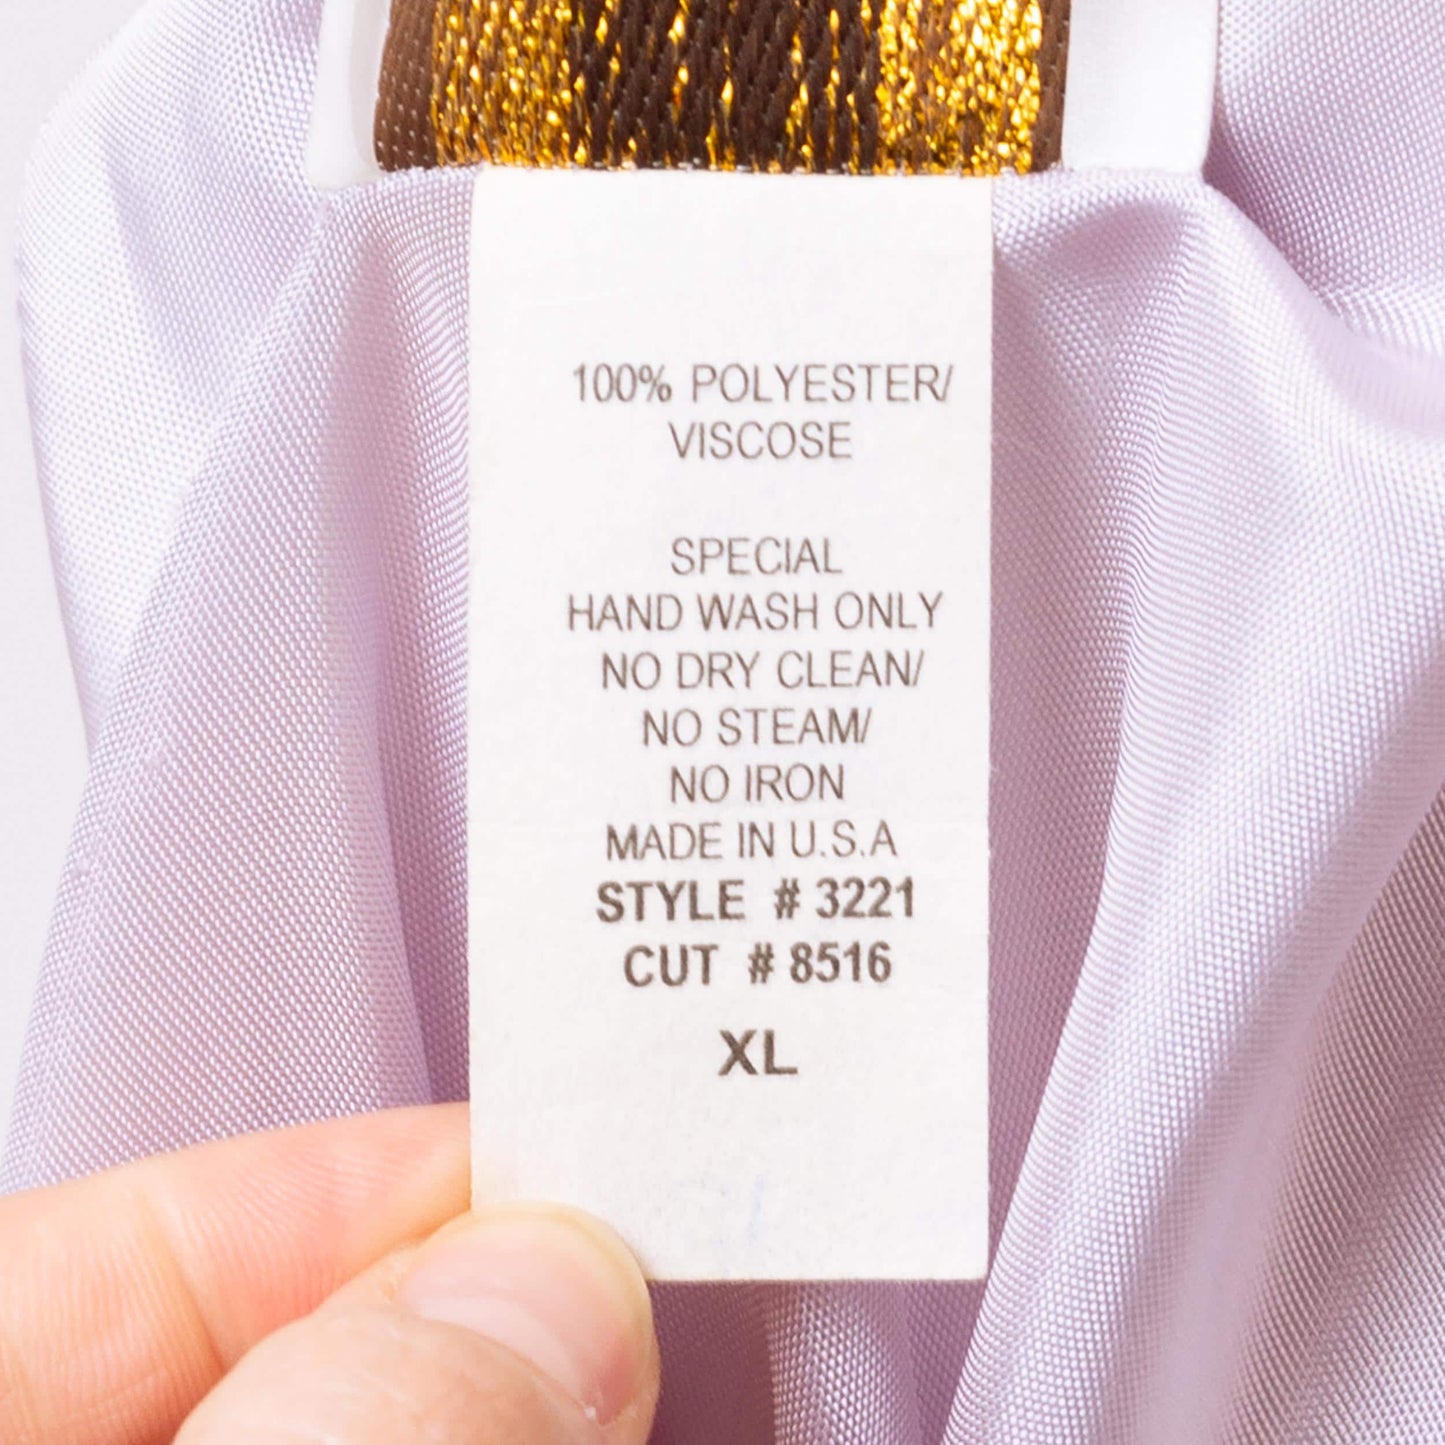 100% POLYESTER/
VISCOSE
SPECIAL
HAND WASH ONLY
NO DRY CLEAN/
NO STEAM/
NO IRON
MADE IN U.S.A
STYLE # 3221
CUT # 8516
XL